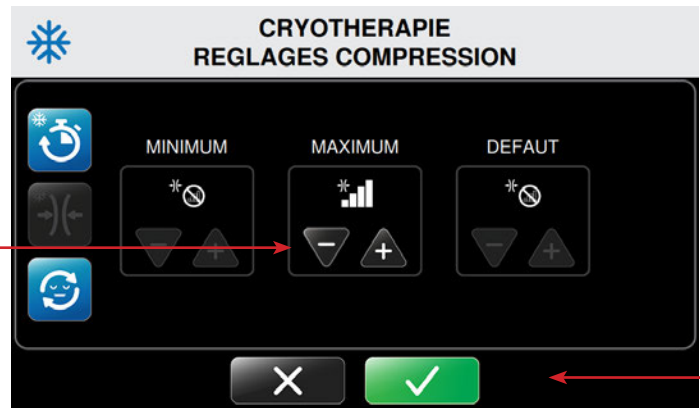 CRYOTHERAPIE
REGLAGES COMPRESSION
MINIMUM
MAXIMUM
DEFAUT